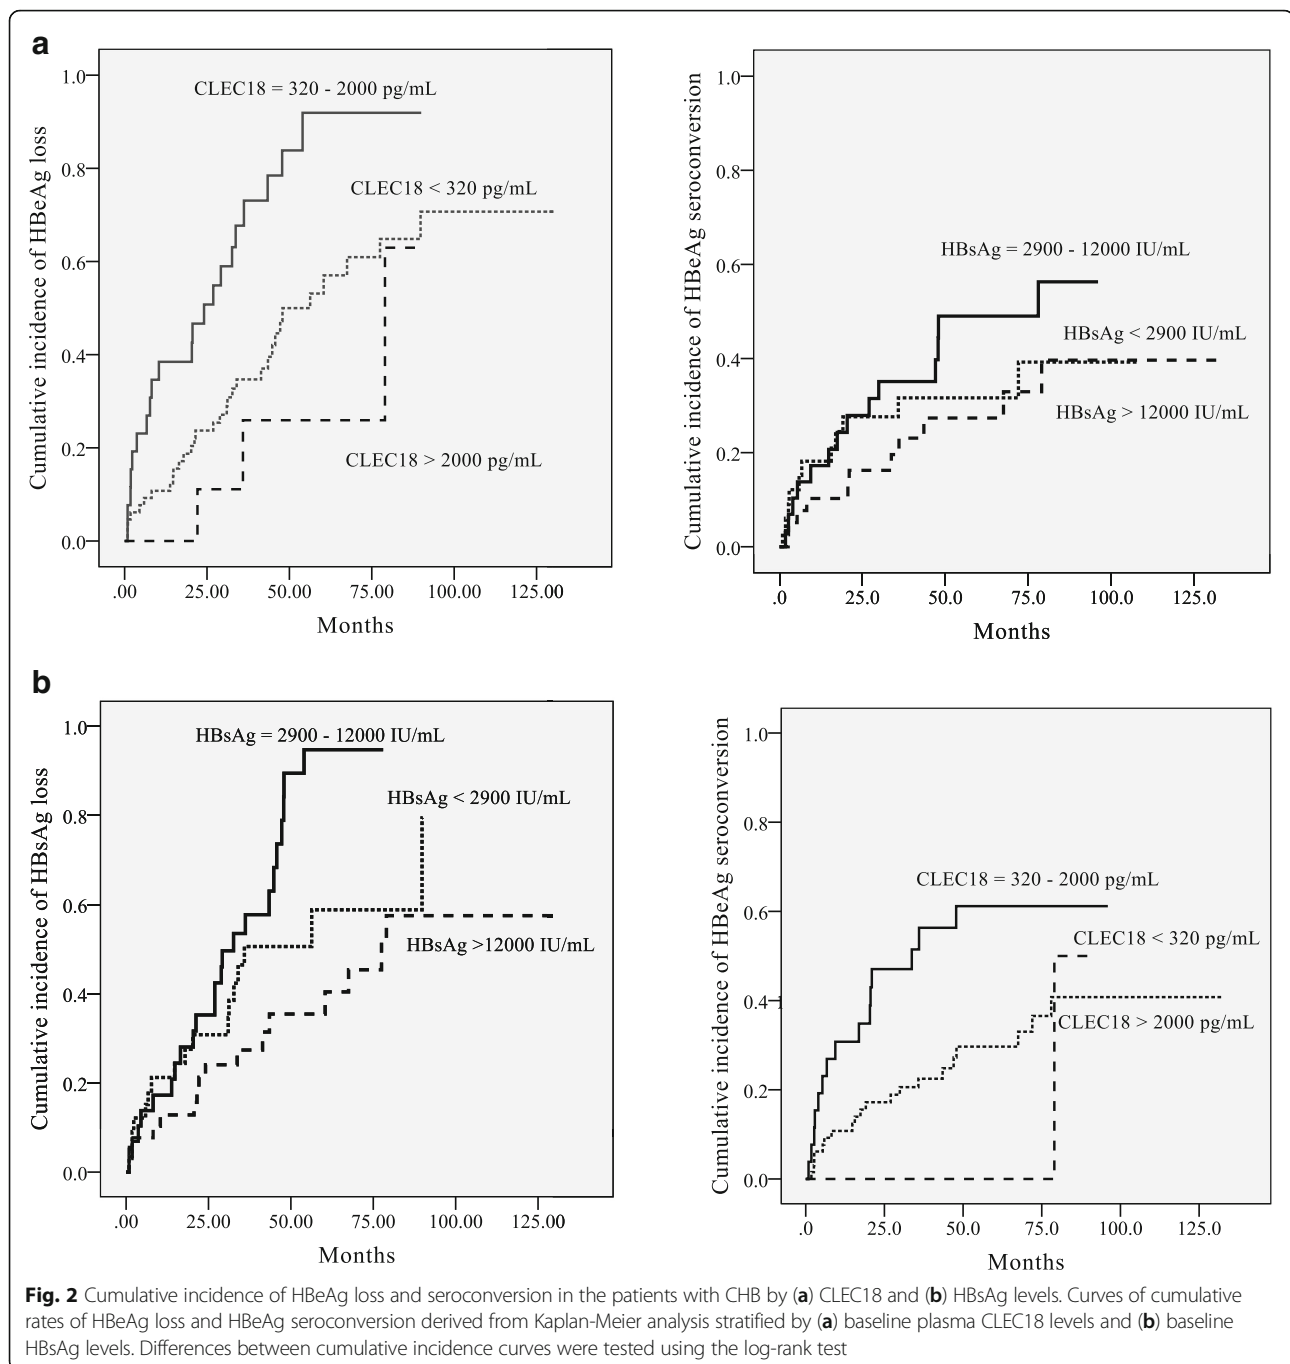 a
Cumulative incidence of HBeAg loss
1.0
0.8
0.6
0.4
0.2
0.0
CLEC18 = 320 - 2000 pg/mL
CLEC18 < 320 pg/mL
CLEC18 > 2000 pg/mL
.00 25.00 50.00 75.00 100.00 125.00
Months
Cumulative incidence of HBeAg seroconversion
1.0
0.8
0.6
0.4
0.2
0.0
HBsAg = 2900 - 12000 IU/mL
HBsAg < 2900 IU/mL
HBsAg > 12000 IU/mL
.0 25.0 50.0 75.0 100.0 125.0
Months
b
Cumulative incidence of HBsAg loss
1.0
0.8
0.6
0.4
0.2
0.0
HBsAg = 2900 - 12000 IU/mL
HBsAg < 2900 IU/mL
HBsAg >12000 IU/mL
.00 25.00 50.00 75.00 100.00 125.00
Months
Cumulative incidence of HBeAg seroconversion
1.0
0.8
0.6
0.4
0.2
0.0
CLEC18 = 320 - 2000 pg/mL
CLEC18 < 320 pg/mL
CLEC18 > 2000 pg/mL
.0 25.0 50.0 75.0 100.0 125.0
Months
Fig. 2 Cumulative incidence of HBeAg loss and seroconversion in the patients with CHB by (a) CLEC18 and (b) HBsAg levels. Curves of cumulative
rates of HBeAg loss and HBeAg seroconversion derived from Kaplan-Meier analysis stratified by (a) baseline plasma CLEC18 levels and (b) baseline
HBsAg levels. Differences between cumulative incidence curves were tested using the log-rank test